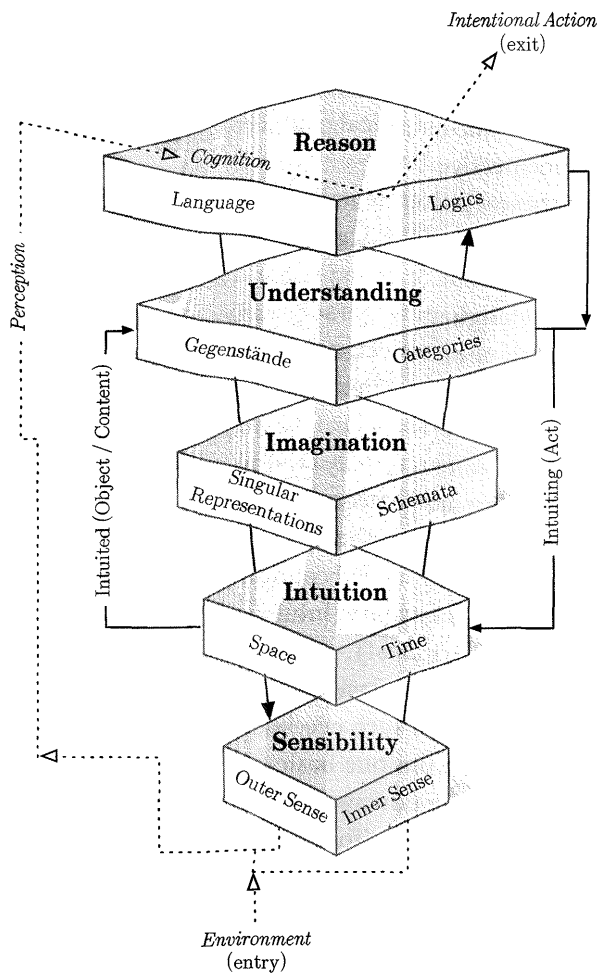 Intentional Action
(exit)
Reason
Cognition
Language
Logics
Perception
Understanding
Gegenstände
Categories
Intuited (Object / Content)
Imagination
Singular
Representations
Schemata
Intuiting (Act)
Intuition
Space
Time
Sensibility
Outer Sense
Inner Sense
Environment
(entry)